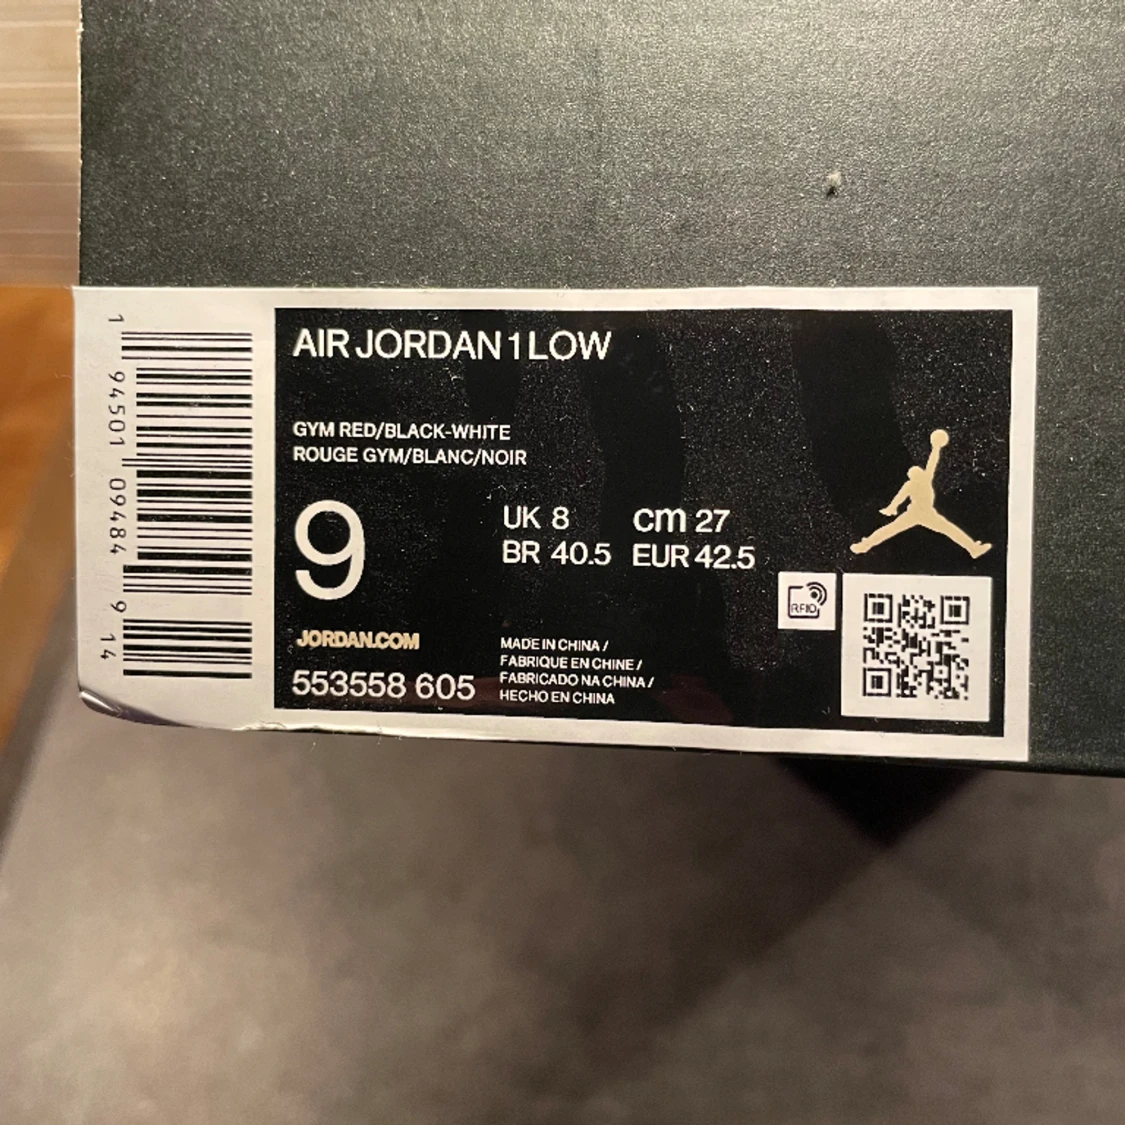 1 94501 09484 9 14
AIR JORDAN 1 LOW
GYM RED/BLACK-WHITE
ROUGE GYM/BLANC/NOIR
9
UK 8 cm 27
BR 40.5 EUR 42.5
RFID
JORDAN.COM
553558 605
MADE IN CHINA /
FABRIQUE EN CHINE /
FABRICADO NA CHINA /
HECHO EN CHINA